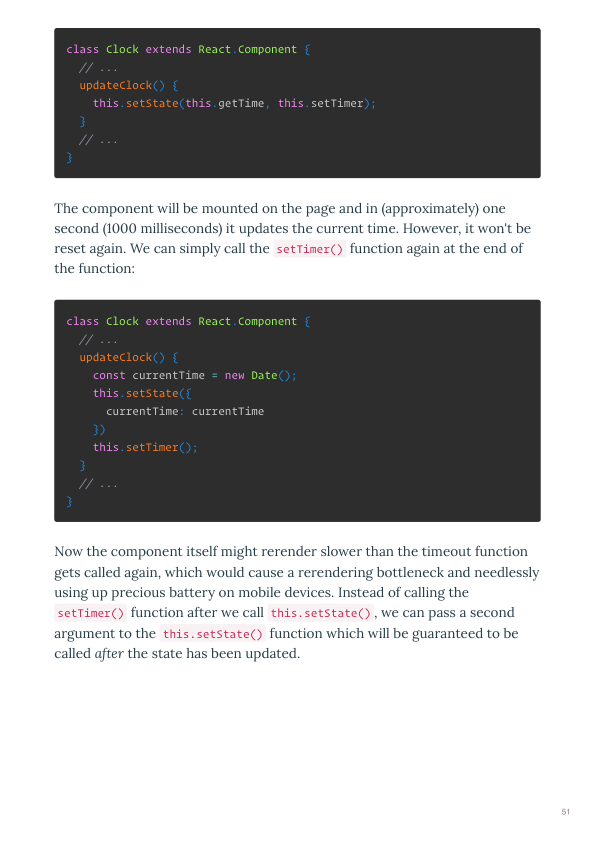 class Clock extends React.Component {
  // ...
  updateClock() {
    this.setState(this.getTime, this.setTimer);
  }
  // ...
}
The component will be mounted on the page and in (approximately) one
second (1000 milliseconds) it updates the current time. However, it won't be
reset again. We can simply call the setTimer() function again at the end of
the function:
class Clock extends React.Component {
  // ...
  updateClock() {
    const currentTime = new Date();
    this.setState({
      currentTime: currentTime
    })
    this.setTimer();
  }
  // ...
}
Now the component itself might rerender slower than the timeout function
gets called again, which would cause a rerendering bottleneck and needlessly
using up precious battery on mobile devices. Instead of calling the
setTimer() function after we call this.setState(), we can pass a second
argument to the this.setState() function which will be guaranteed to be
called after the state has been updated.
51